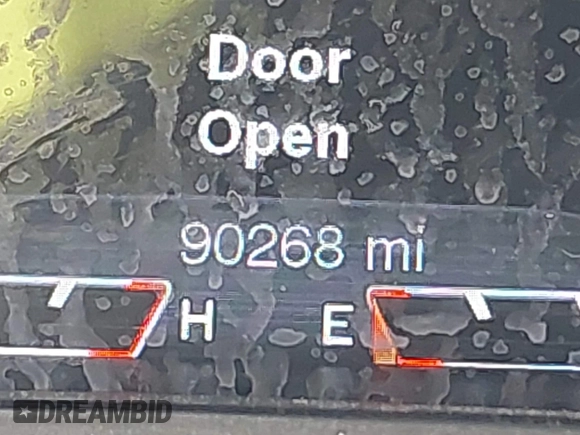 Door
Open
90268 mi
H E
DREAMBID